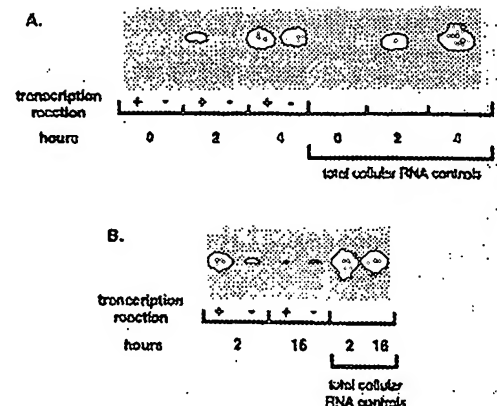 A.
transcription reaction + - + - + -
hours 0 2 4 0 2 4
total cellular RNA controls
B.
transcription reaction + - + -
hours 2 16 2 16
total cellular
RNA controls